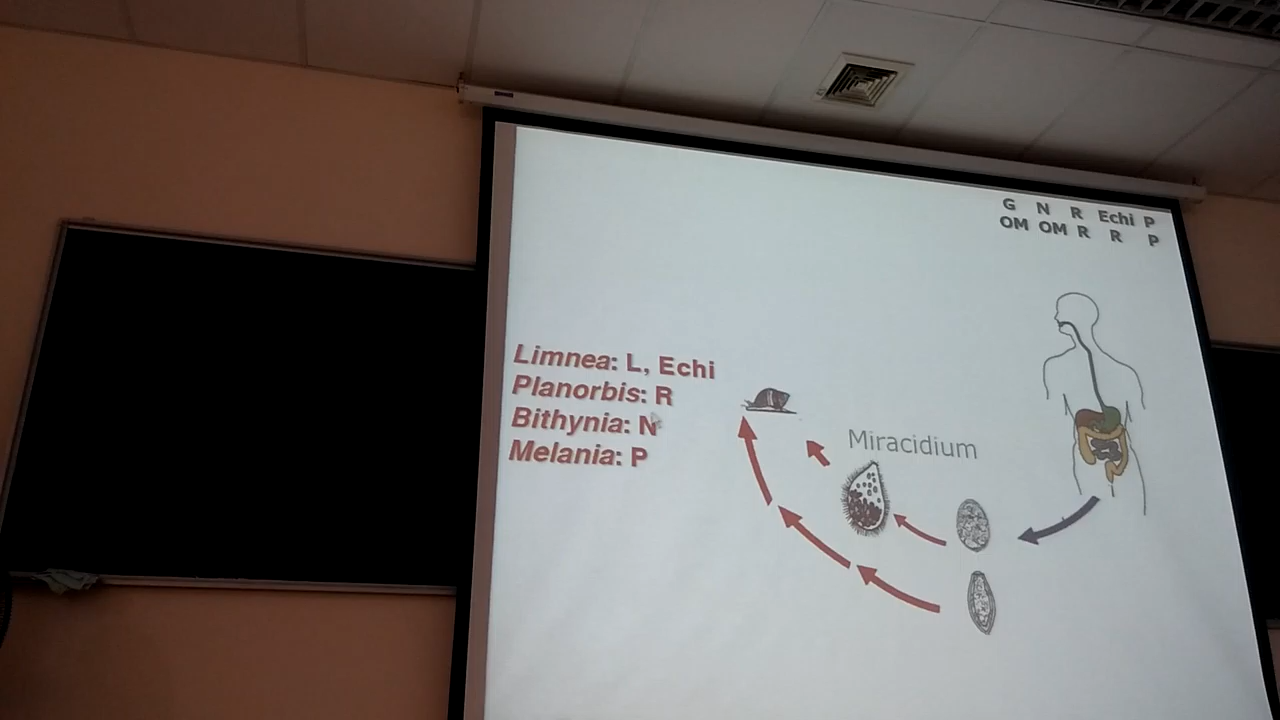 G N R Echi P
OM OM R R P
Limnea: L, Echi
Planorbis: R
Bithynia: N
Melania: P
Miracidium